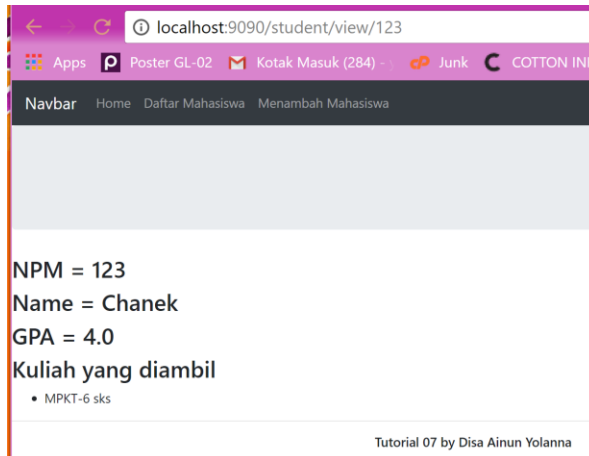 localhost:9090/student/view/123
Apps Poster GL-02 Kotak Masuk (284) - Junk COTTON IN
Navbar Home Daftar Mahasiswa Menambah Mahasiswa
NPM = 123
Name = Chanek
GPA = 4.0
Kuliah yang diambil
• MPKT-6 sks
Tutorial 07 by Disa Ainun Yolanna